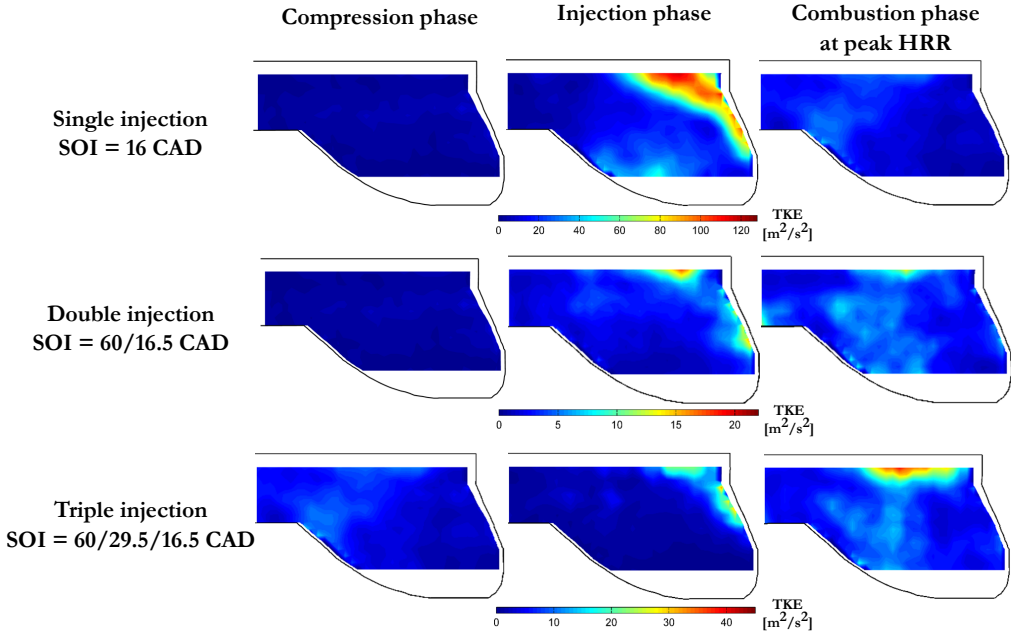 Compression phase
Injection phase
Combustion phase
at peak HRR
Single injection
SOI = 16 CAD
0 20 40 60 80 100 120
TKE
[m²/s²]
Double injection
SOI = 60/16.5 CAD
0 5 10 15 20
TKE
[m²/s²]
Triple injection
SOI = 60/29.5/16.5 CAD
0 10 20 30 40
TKE
[m²/s²]